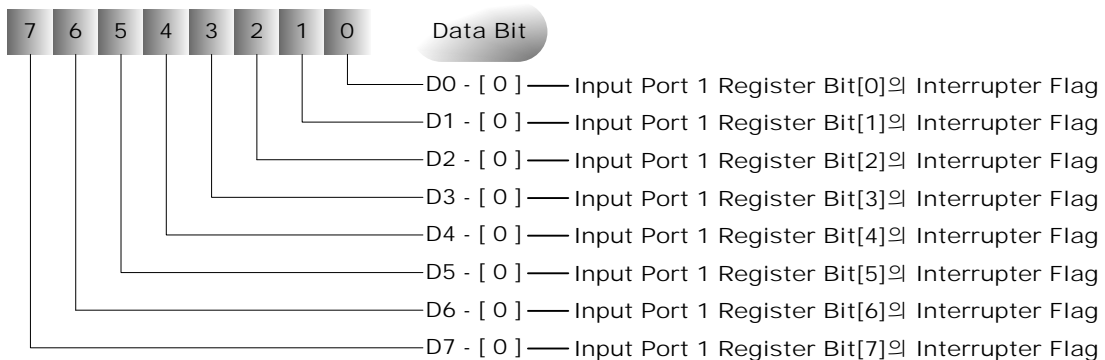 7 6 5 4 3 2 1 0 Data Bit
D0 - [ 0 ] Input Port 1 Register Bit[0]의 Interrupter Flag
D1 - [ 0 ] Input Port 1 Register Bit[1]의 Interrupter Flag
D2 - [ 0 ] Input Port 1 Register Bit[2]의 Interrupter Flag
D3 - [ 0 ] Input Port 1 Register Bit[3]의 Interrupter Flag
D4 - [ 0 ] Input Port 1 Register Bit[4]의 Interrupter Flag
D5 - [ 0 ] Input Port 1 Register Bit[5]의 Interrupter Flag
D6 - [ 0 ] Input Port 1 Register Bit[6]의 Interrupter Flag
D7 - [ 0 ] Input Port 1 Register Bit[7]의 Interrupter Flag